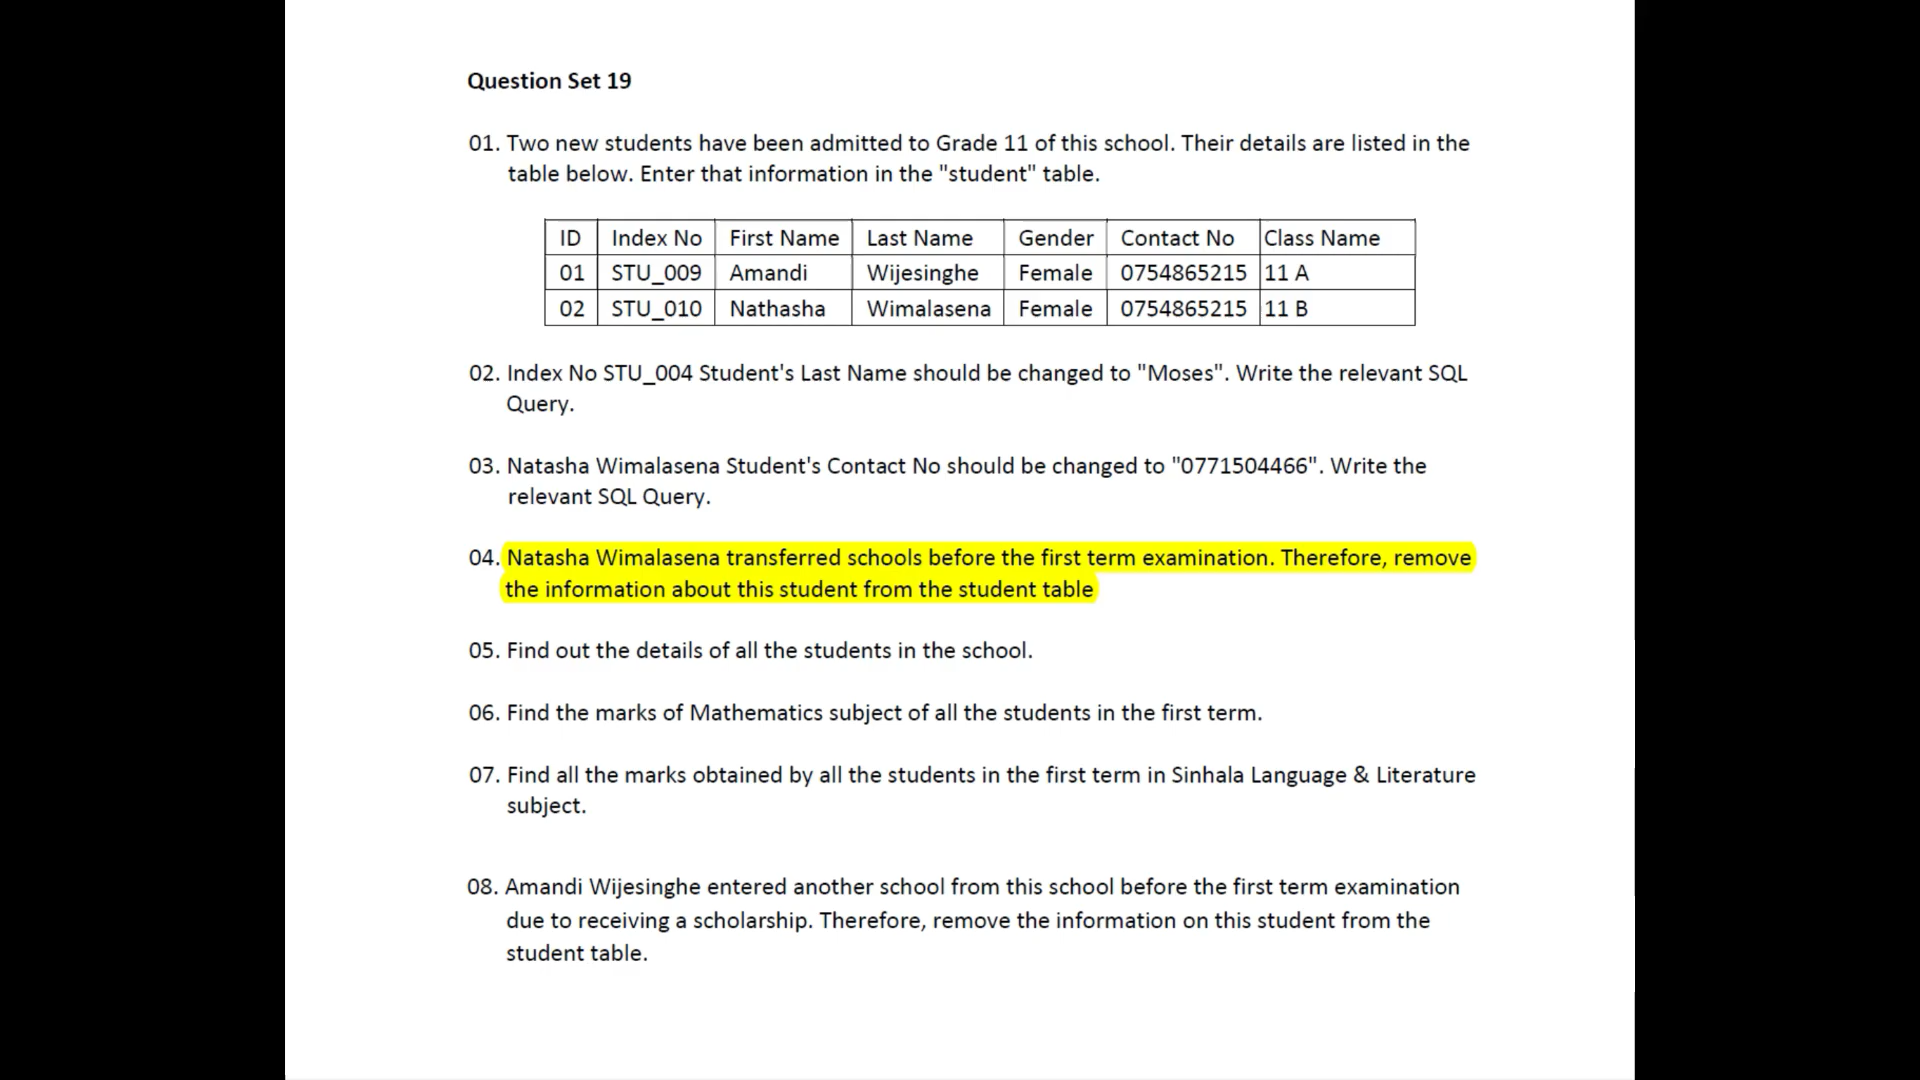 Question Set 19
01. Two new students have been admitted to Grade 11 of this school. Their details are listed in the
table below. Enter that information in the "student" table.
ID Index No First Name Last Name Gender Contact No Class Name
01 STU_009 Amandi Wijesinghe Female 0754865215 11 A
02 STU_010 Nathasha Wimalasena Female 0754865215 11 B
02. Index No STU_004 Student's Last Name should be changed to "Moses". Write the relevant SQL
Query.
03. Natasha Wimalasena Student's Contact No should be changed to "0771504466". Write the
relevant SQL Query.
04. Natasha Wimalasena transferred schools before the first term examination. Therefore, remove
the information about this student from the student table
05. Find out the details of all the students in the school.
06. Find the marks of Mathematics subject of all the students in the first term.
07. Find all the marks obtained by all the students in the first term in Sinhala Language & Literature
subject.
08. Amandi Wijesinghe entered another school from this school before the first term examination
due to receiving a scholarship. Therefore, remove the information on this student from the
student table.